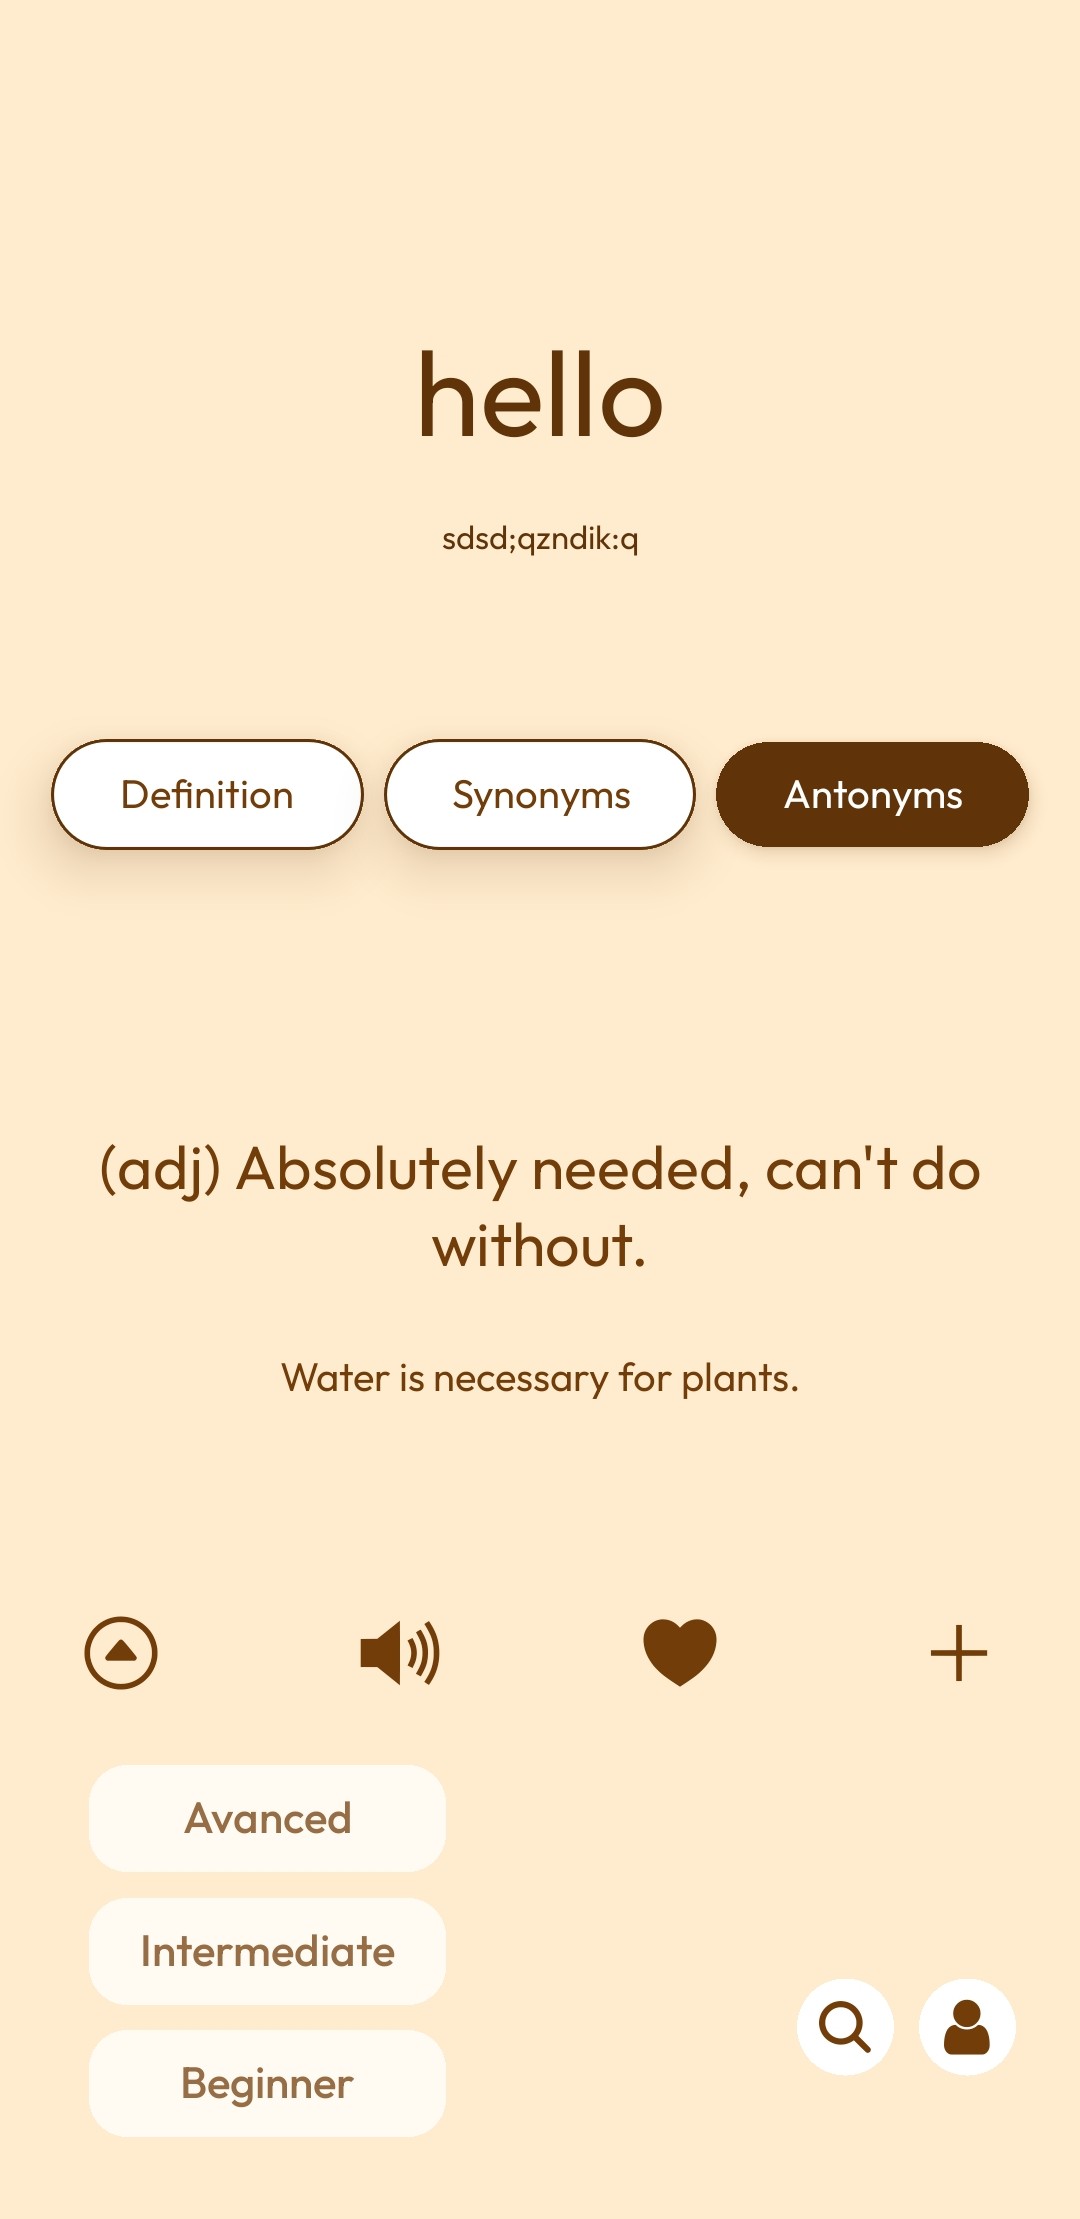 hello
sdsd;qzndik:q
Definition
Synonyms
Antonyms
(adj) Absolutely needed, can't do
without.
Water is necessary for plants.
Avanced
Intermediate
Beginner